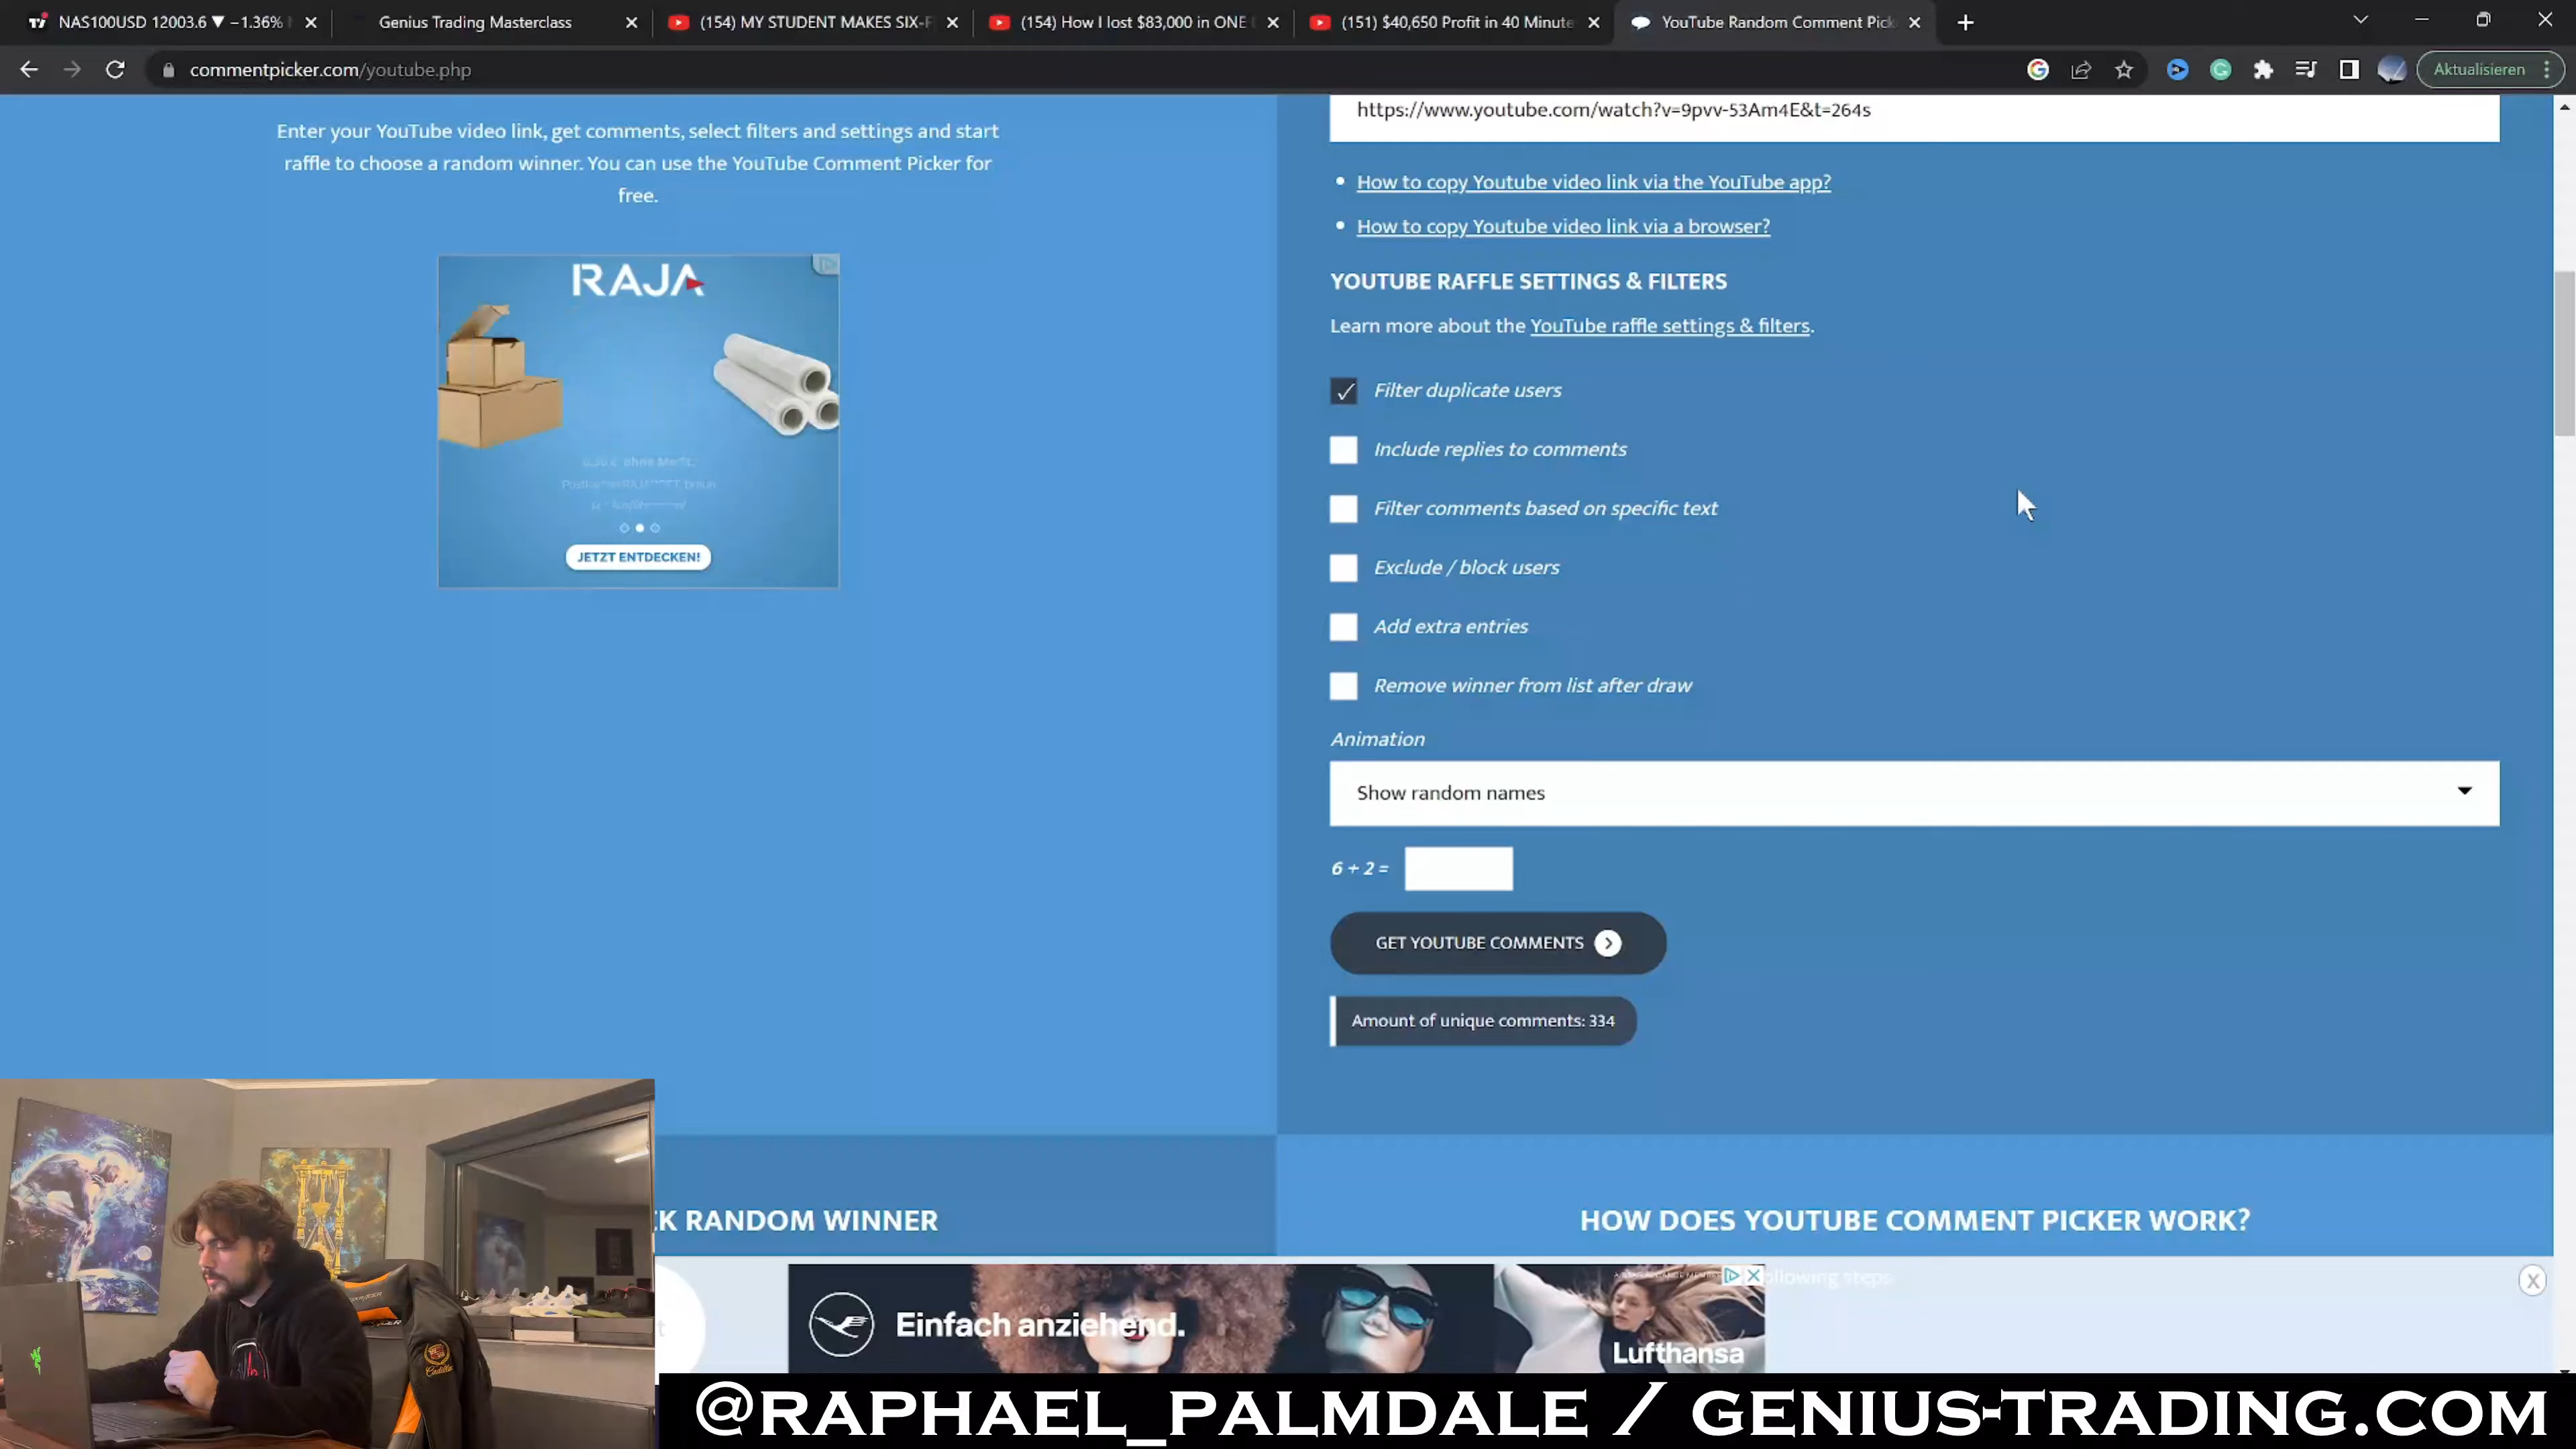 NAS100USD 12003.6 ▼ −1.36%
Genius Trading Masterclass
(154) MY STUDENT MAKES SIX-F
(154) How I lost $83,000 in ONE
(151) $40,650 Profit in 40 Minute
YouTube Random Comment Pick
commentpicker.com/youtube.php
Aktualisieren
Enter your YouTube video link, get comments, select filters and settings and start
raffle to choose a random winner. You can use the YouTube Comment Picker for
free.
RAJA
JETZT ENTDECKEN!
https://www.youtube.com/watch?v=9pvv-53Am4E&t=264s
How to copy Youtube video link via the YouTube app?
How to copy Youtube video link via a browser?
YOUTUBE RAFFLE SETTINGS & FILTERS
Learn more about the YouTube raffle settings & filters.
Filter duplicate users
Include replies to comments
Filter comments based on specific text
Exclude / block users
Add extra entries
Remove winner from list after draw
Animation
Show random names
6 + 2 =
GET YOUTUBE COMMENTS
Amount of unique comments: 334
CK RANDOM WINNER
HOW DOES YOUTUBE COMMENT PICKER WORK?
following steps
Einfach anziehend.
Lufthansa
@RAPHAEL_PALMDALE / GENIUS-TRADING.COM